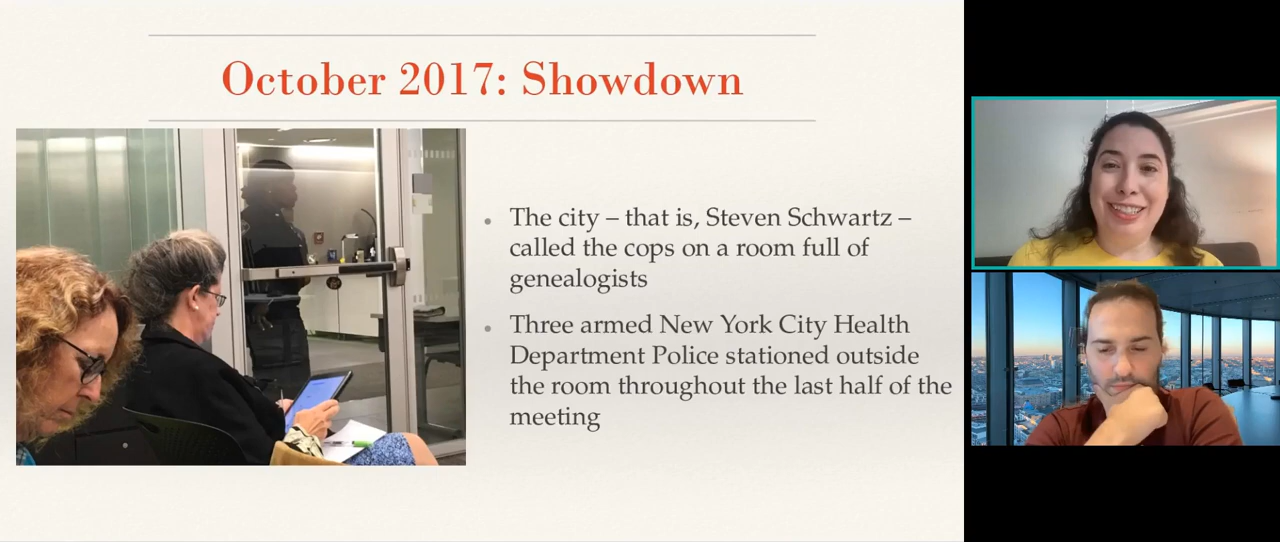 October 2017: Showdown
The city – that is, Steven Schwartz –
called the cops on a room full of
genealogists
Three armed New York City Health
Department Police stationed outside
the room throughout the last half of the
meeting